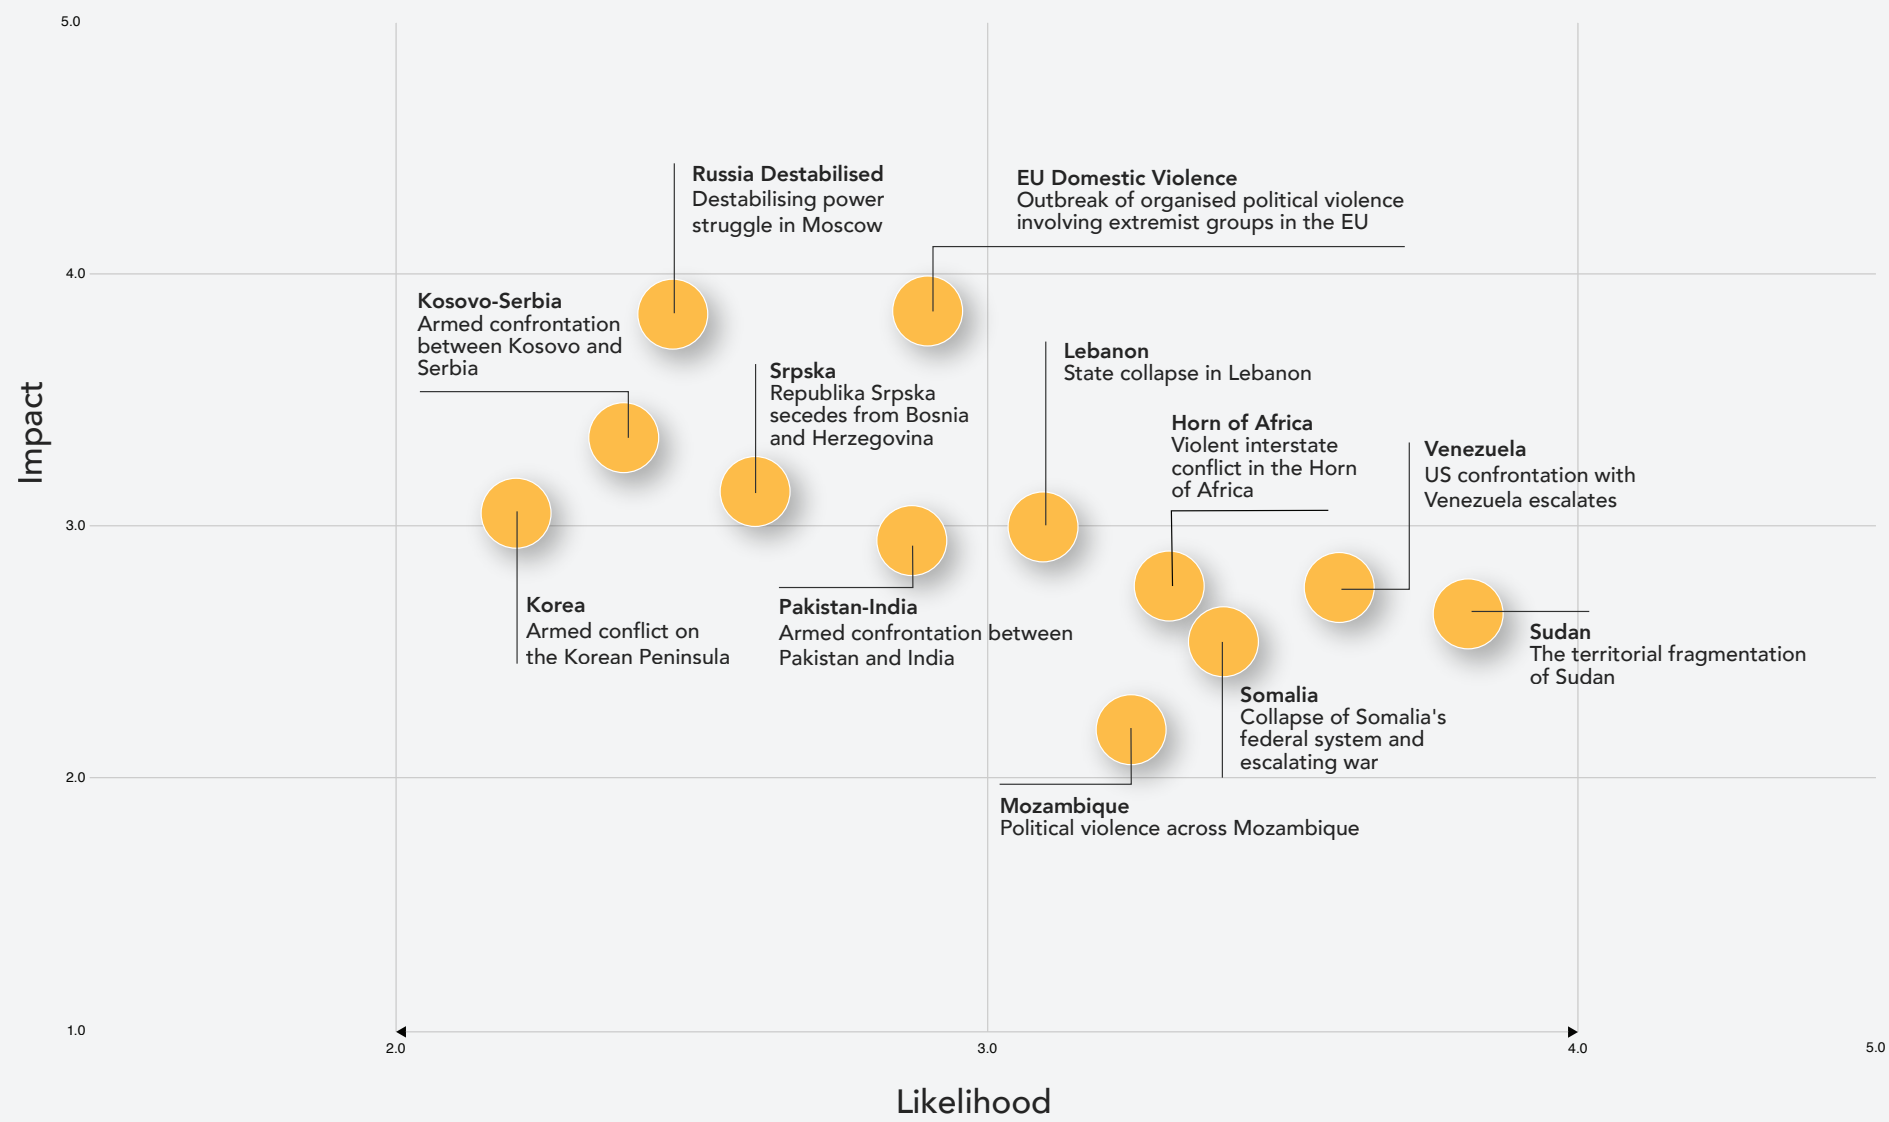 5.0
Russia Destabilised
Destabilising power
struggle in Moscow
EU Domestic Violence
Outbreak of organised political violence
involving extremist groups in the EU
4.0
Kosovo-Serbia
Armed confrontation
between Kosovo and
Serbia
Srpska
Republika Srpska
secedes from Bosnia
and Herzegovina
Lebanon
State collapse in Lebanon
Horn of Africa
Violent interstate
conflict in the Horn
of Africa
Venezuela
US confrontation with
Venezuela escalates
Impact
3.0
Korea
Armed conflict on
the Korean Peninsula
Pakistan-India
Armed confrontation between
Pakistan and India
Sudan
The territorial fragmentation
of Sudan
Somalia
Collapse of Somalia's
federal system and
escalating war
2.0
Mozambique
Political violence across Mozambique
1.0
2.0
3.0
4.0
5.0
Likelihood